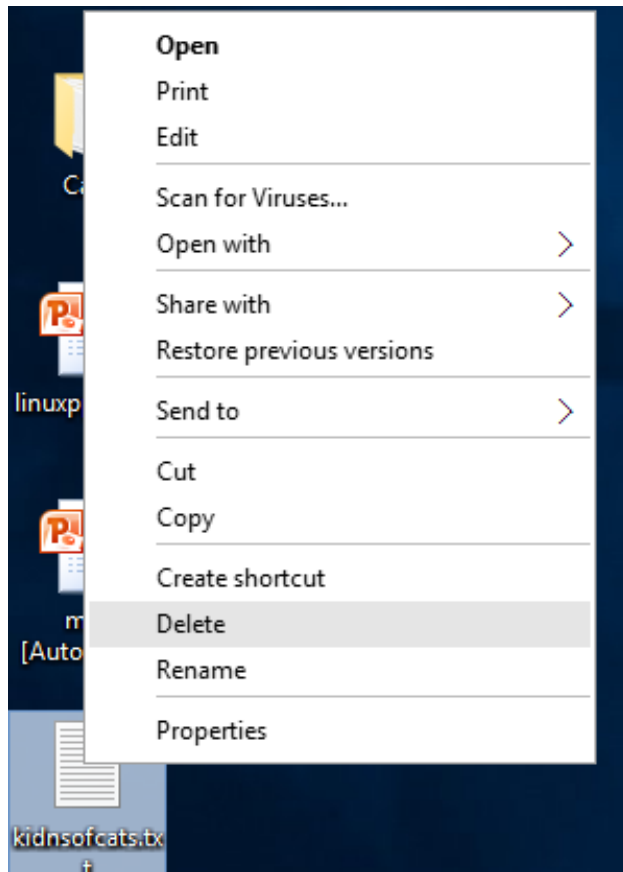 Open
Print
Edit
Ca
Scan for Viruses...
Open with
Share with
Restore previous versions
linuxp
Send to
Cut
Copy
Create shortcut
m
Delete
[Auto
Rename
Properties
kidnsofcats.tx
t